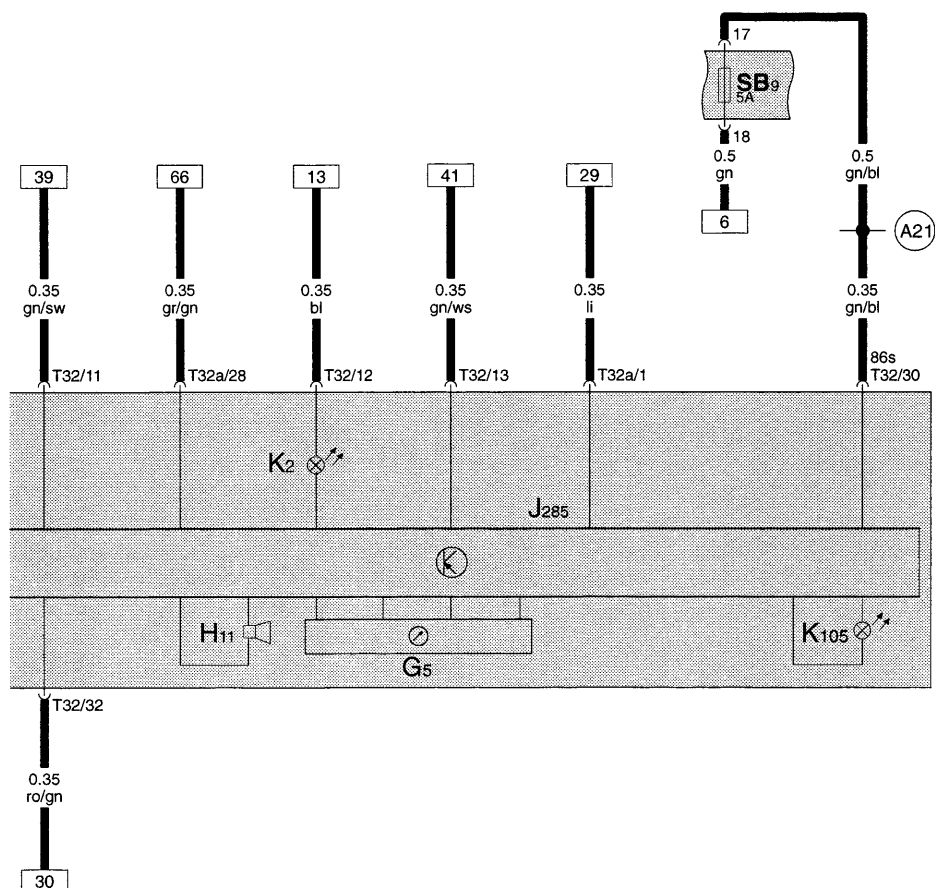 17
SB9
5A
18
39
66
13
41
29
0.5
gn
0.5
gn/bl
6
A21
0.35
gn/sw
0.35
gr/gn
0.35
bl
0.35
gn/ws
0.35
li
0.35
gn/bl
86s
T32/11
T32a/28
T32/12
T32/13
T32a/1
T32/30
K2
J285
H11
G5
K105
T32/32
0.35
ro/gn
30